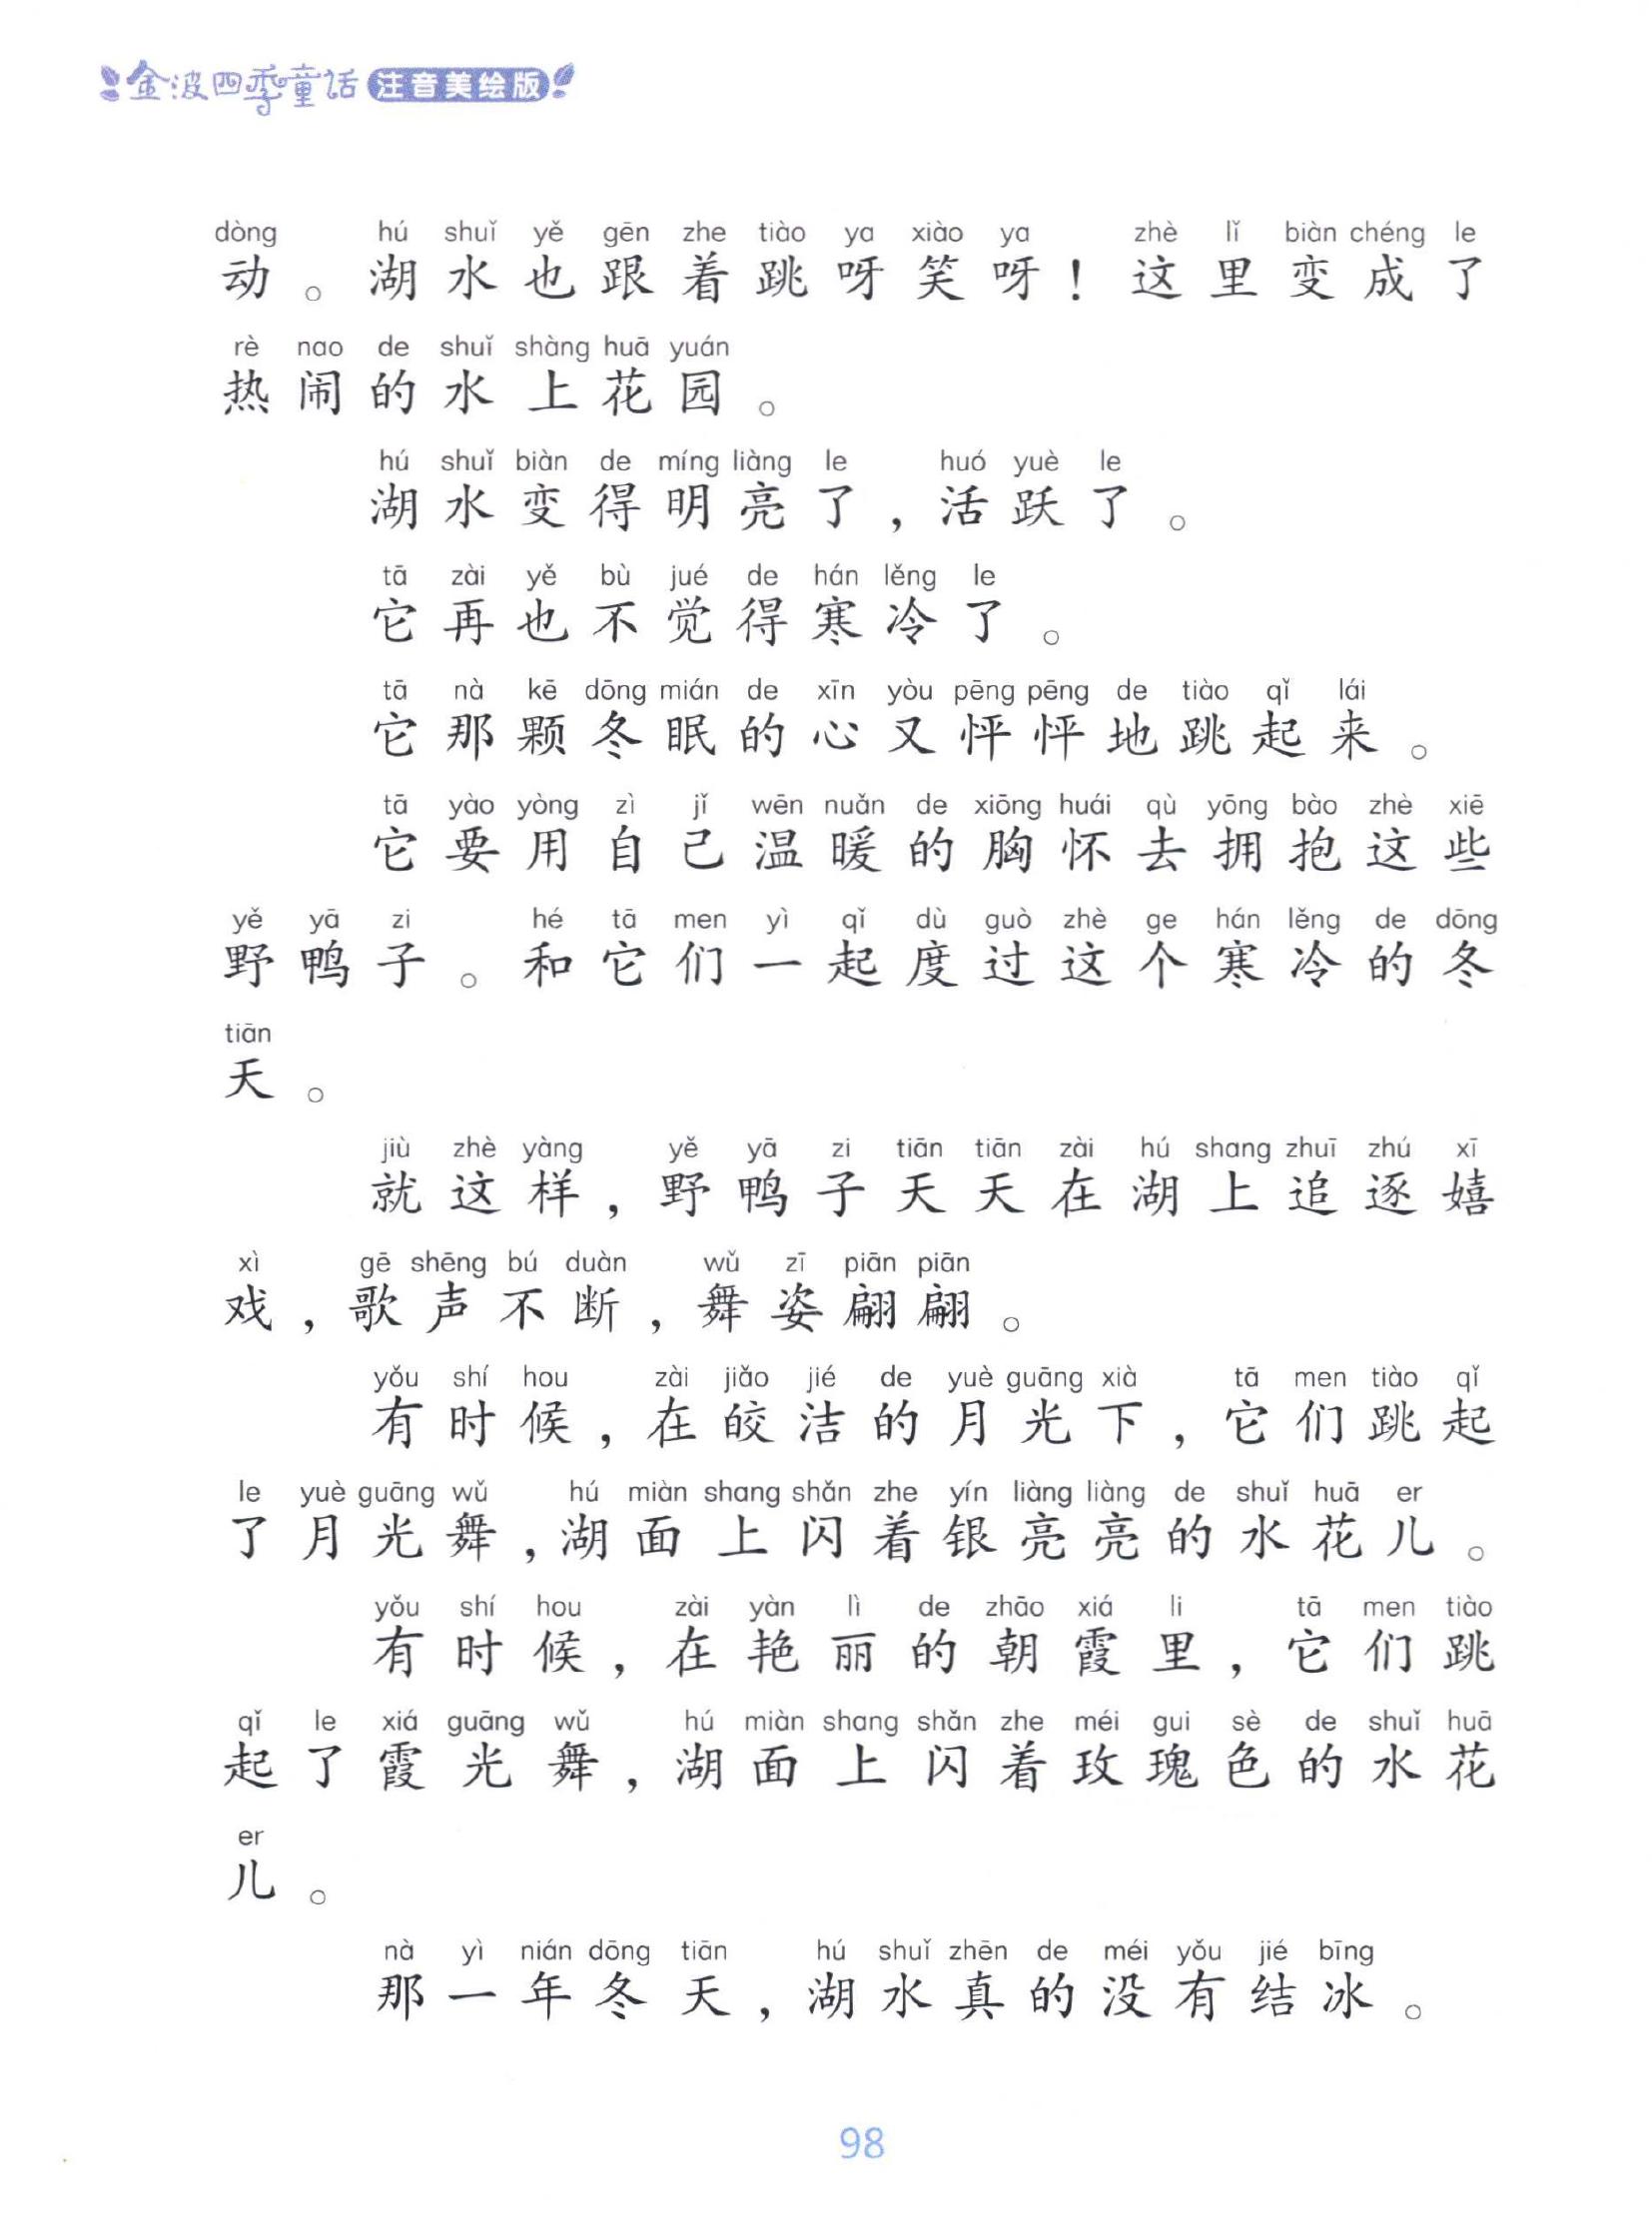 金波四季童话 注音美绘版
dòng hú shuǐ yě gēn zhe tiào ya xiào ya zhè lǐ biàn chéng le
动。湖水也跟着跳呀笑呀！这里变成了
rè nao de shuǐ shàng huā yuán
热闹的水上花园。
hú shuǐ biàn de míng liàng le huó yuè le
湖水变得明亮了，活跃了。
tā zài yě bù jué de hán lěng le
它再也不觉得寒冷了。
tā nà kē dōng mián de xīn yòu pēng pēng de tiào qǐ lái
它那颗冬眠的心又怦怦地跳起来。
tā yào yòng zì jǐ wēn nuǎn de xiōng huái qù yōng bào zhè xiē
它要用自己温暖的胸怀去拥抱这些
yě yā zi hé tā men yì qǐ dù guò zhè ge hán lěng de dōng
野鸭子。和它们一起度过这个寒冷的冬
tiān
天。
jiù zhè yàng yě yā zi tiān tiān zài hú shang zhuī zhú xī
就这样，野鸭子天天在湖上追逐嬉
xì gē shēng bú duàn wǔ zī piān piān
戏，歌声不断，舞姿翩翩。
yǒu shí hou zài jiǎo jié de yuè guāng xià tā men tiào qǐ
有时候，在皎洁的月光下，它们跳起
le yuè guāng wǔ hú miàn shang shǎn zhe yín liàng liàng de shuǐ huā er
了月光舞，湖面上闪着银亮亮的水花儿。
yǒu shí hou zài yàn lì de zhāo xiá li tā men tiào
有时候，在艳丽的朝霞里，它们跳
qǐ le xiá guāng wǔ hú miàn shang shǎn zhe méi gui sè de shuǐ huā
起了霞光舞，湖面上闪着玫瑰色的水花
er
儿。
nà yì nián dōng tiān hú shuǐ zhēn de méi yǒu jié bīng
那一年冬天，湖水真的没有结冰。
98